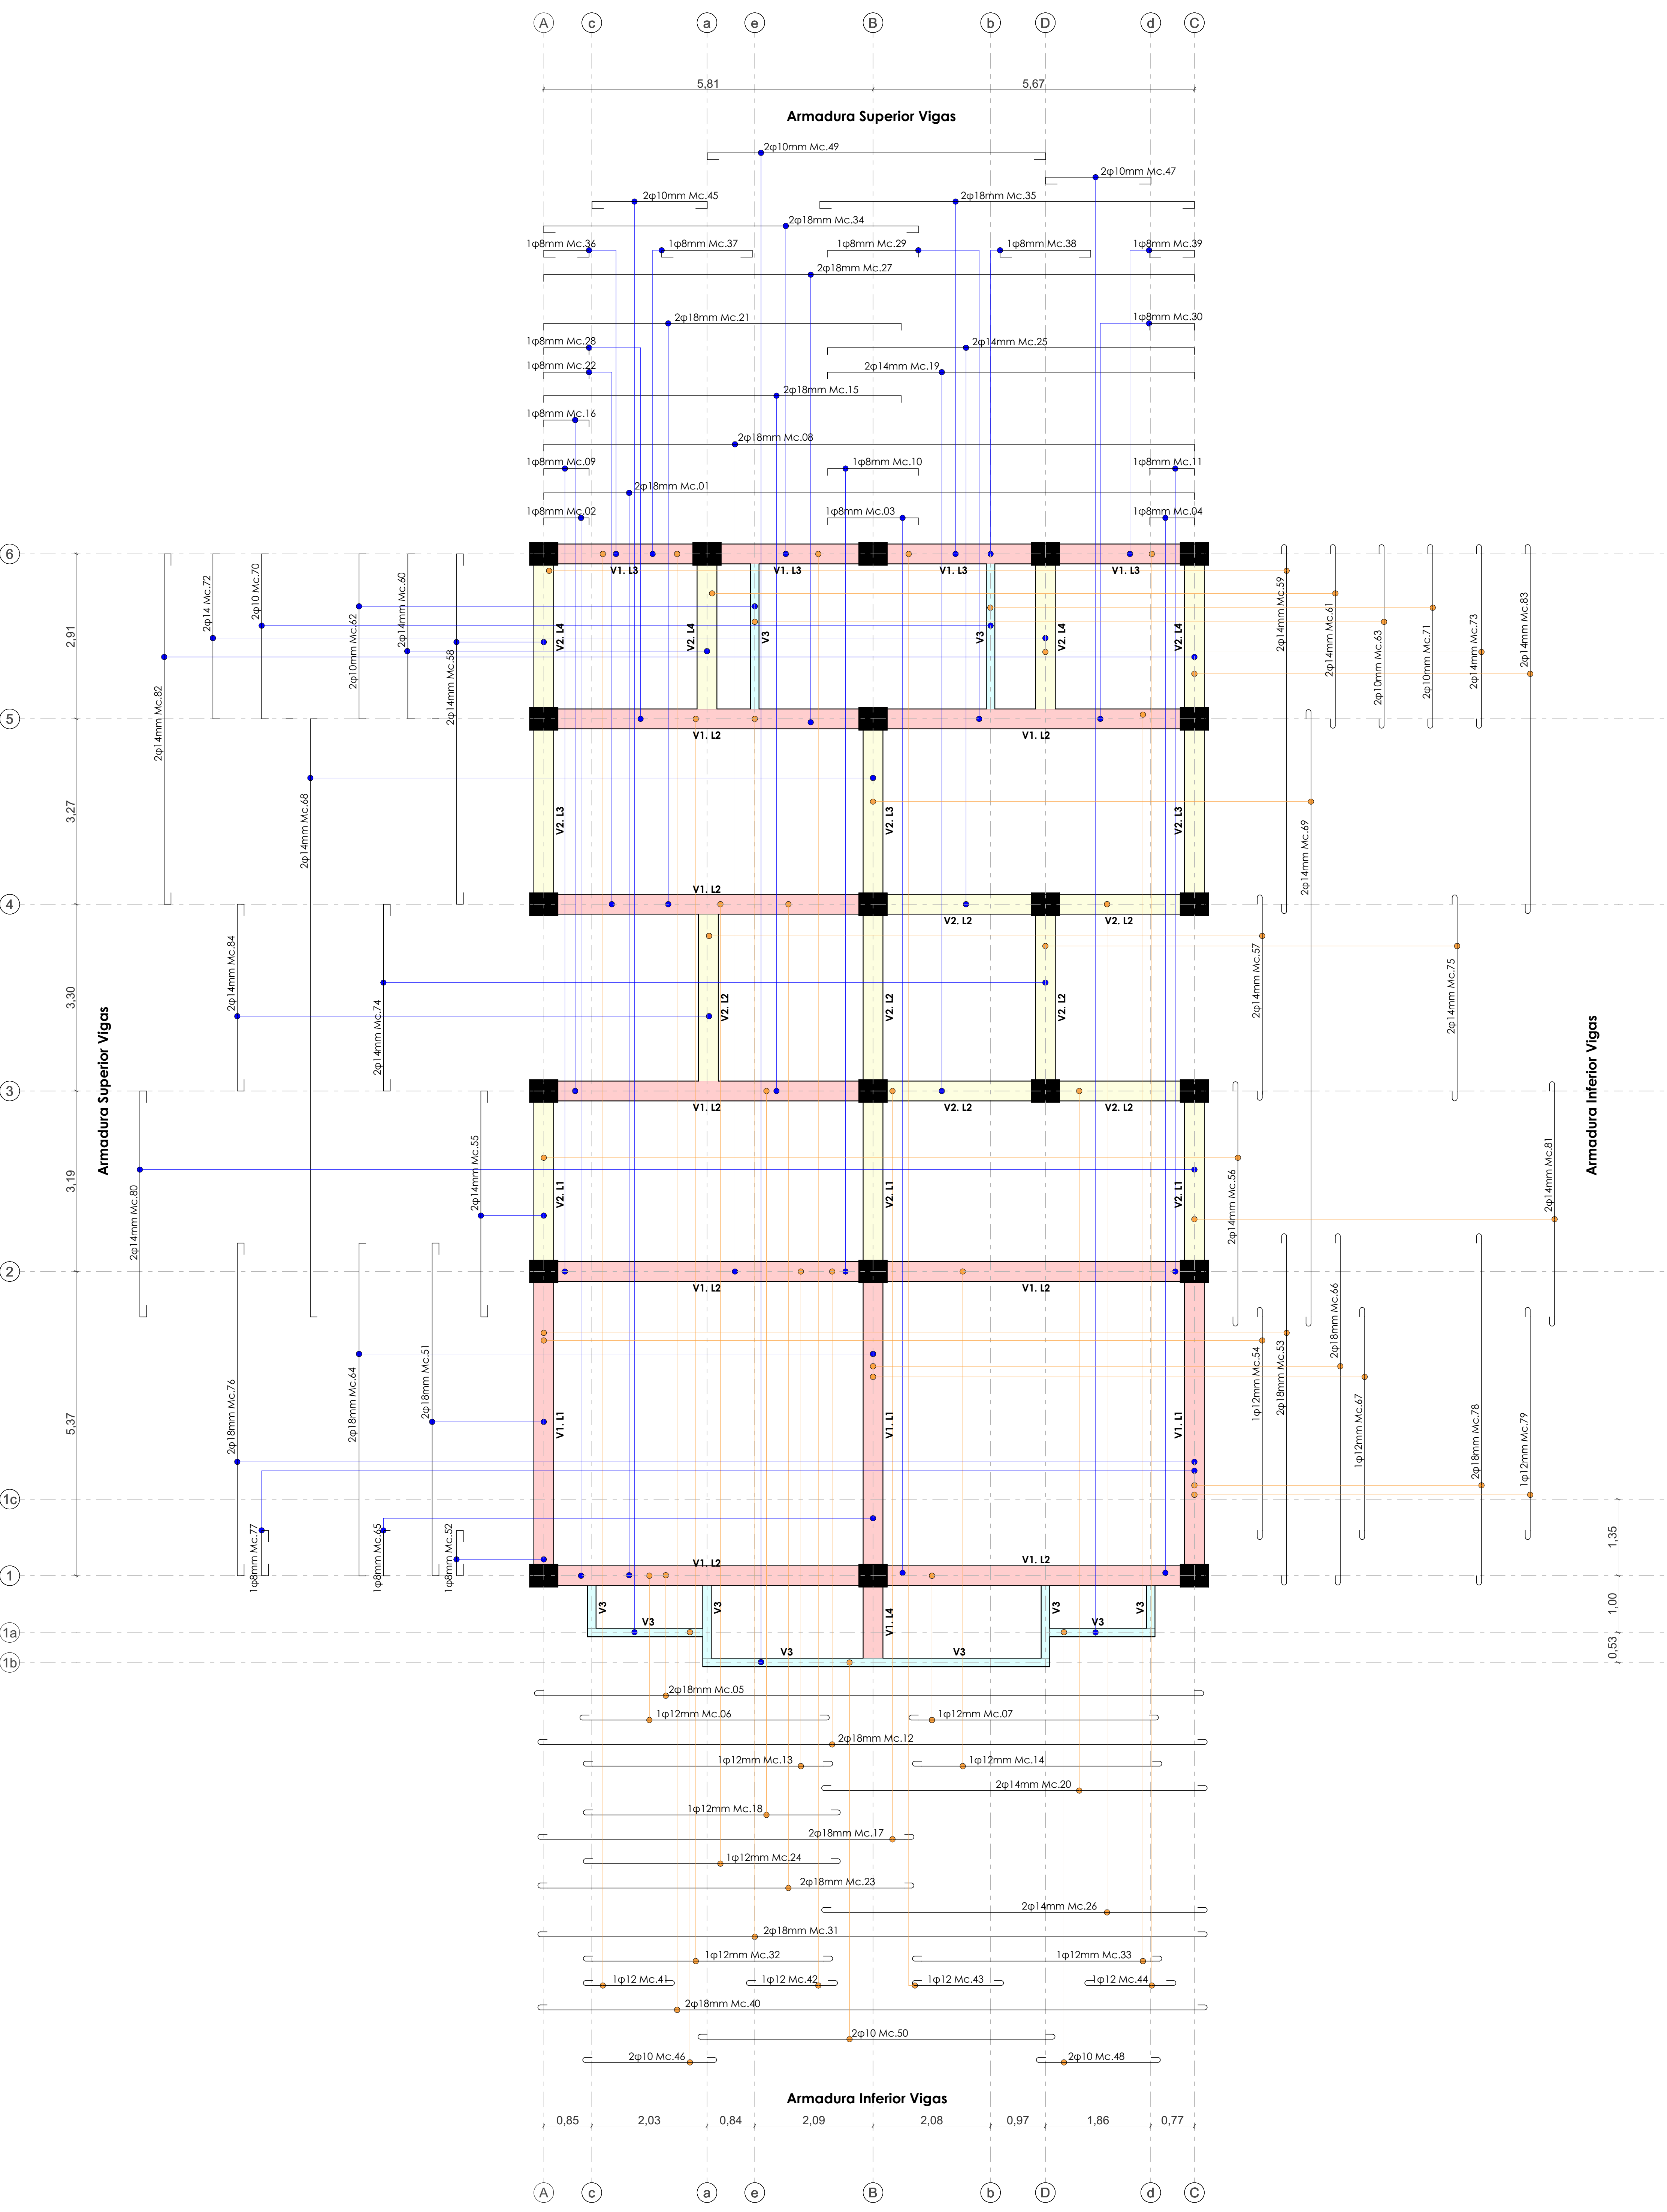 A c a e B b D d C
5,81 5,67
Armadura Superior Vigas
2φ10mm Mc.49
2φ10mm Mc.47
2φ10mm Mc.45 2φ18mm Mc.35
2φ18mm Mc.34
1φ8mm Mc.36 1φ8mm Mc.37 1φ8mm Mc.29 1φ8mm Mc.38 1φ8mm Mc.39
2φ18mm Mc.27
2φ18mm Mc.21 1φ8mm Mc.30
1φ8mm Mc.28 2φ14mm Mc.25
1φ8mm Mc.22 2φ14mm Mc.19
2φ18mm Mc.15
1φ8mm Mc.16
2φ18mm Mc.08
1φ8mm Mc.09 1φ8mm Mc.10 1φ8mm Mc.11
2φ18mm Mc.01
1φ8mm Mc.02 1φ8mm Mc.03 1φ8mm Mc.04
6
V1. L3 V1. L3 V1. L3 V1. L3
2,91
2φ14mm Mc.82
2φ14 Mc.72
2φ10 Mc.70
2φ10mm Mc.62
2φ14mm Mc.60
2φ14mm Mc.58
V2. L4 V2. L4 V3 V3 V2. L4
2φ14mm Mc.59
2φ14mm Mc.61
2φ10mm Mc.63
2φ10mm Mc.71
2φ14mm Mc.73
2φ14mm Mc.83
5
V1. L2 V1. L2
3,27
2φ14mm Mc.68
V2. L3 V2. L3 V2. L3
2φ14mm Mc.69
V1. L2
4
V2. L2 V2. L2
3,30
2φ14mm Mc.84
2φ14mm Mc.74
V2. L2 V2. L2 V2. L2
2φ14mm Mc.57
2φ14mm Mc.75
Armadura Superior Vigas
Armadura Inferior Vigas
3
V1. L2 V2. L2 V2. L2
3,19
2φ14mm Mc.80
2φ14mm Mc.55
V2. L1 V2. L1 V2. L1
2φ14mm Mc.56
2φ14mm Mc.81
2
V1. L2 V1. L2
5,37
2φ18mm Mc.76
2φ18mm Mc.64
2φ18mm Mc.51
V1. L1 V1. L1 V1. L1
1φ12mm Mc.54
2φ18mm Mc.53
2φ18mm Mc.66
1φ12mm Mc.67
2φ18mm Mc.78
1φ12mm Mc.79
1c
1φ8mm Mc.77
1φ8mm Mc.65
1φ8mm Mc.52
1,35
V1. L2 V1. L2
1
V3 V3 V1. L4 V3 V3
1,00
V3 V3
1a
0.53
V3 V3
1b
2φ18mm Mc.05
1φ12mm Mc.06 1φ12mm Mc.07
2φ18mm Mc.12
1φ12mm Mc.13 1φ12mm Mc.14
2φ14mm Mc.20
1φ12mm Mc.18
2φ18mm Mc.17
1φ12mm Mc.24
2φ18mm Mc.23
2φ14mm Mc.26
2φ18mm Mc.31
1φ12mm Mc.32 1φ12mm Mc.33
1φ12 Mc.41 1φ12 Mc.42 1φ12 Mc.43 1φ12 Mc.44
2φ18mm Mc.40
2φ10 Mc.50
2φ10 Mc.46 2φ10 Mc.48
Armadura Inferior Vigas
0,85 2,03 0,84 2,09 2,08 0,97 1,86 0,77
A c a e B b D d C